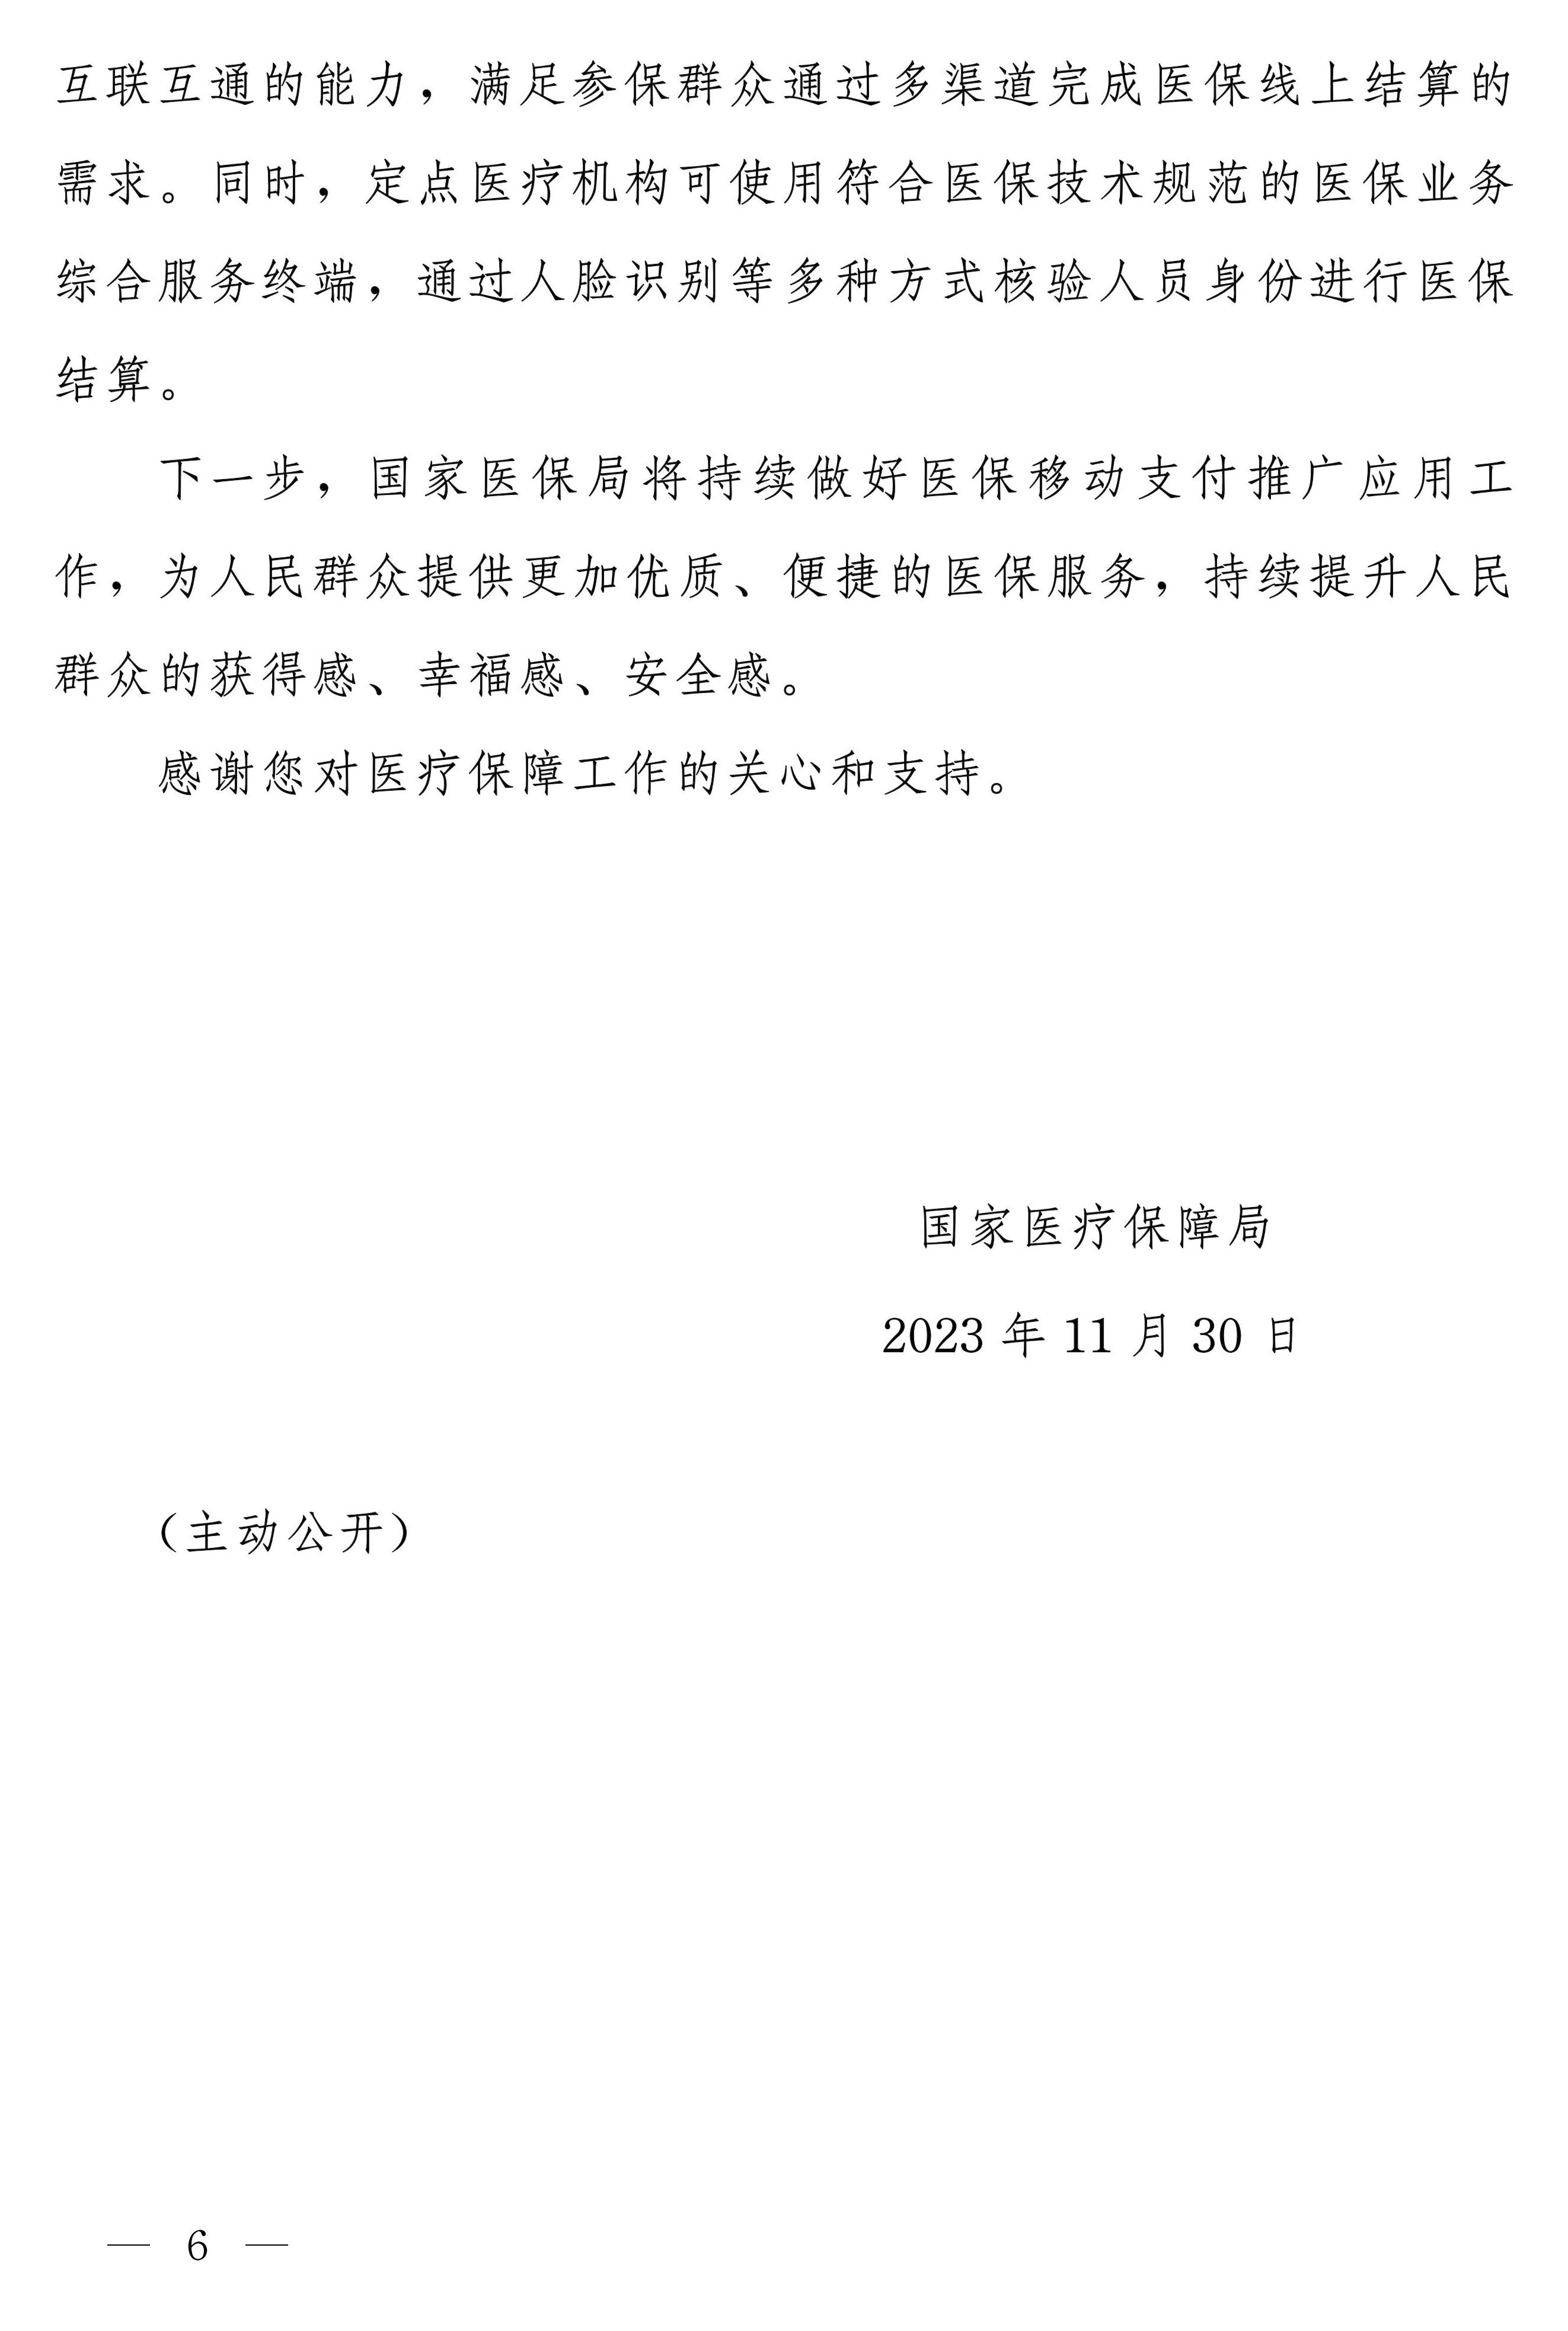 互联互通的能力，满足参保群众通过多渠道完成医保线上结算的
需求。同时，定点医疗机构可使用符合医保技术规范的医保业务
综合服务终端，通过人脸识别等多种方式核验人员身份进行医保
结算。
下一步，国家医保局将持续做好医保移动支付推广应用工
作，为人民群众提供更加优质、便捷的医保服务，持续提升人民
群众的获得感、幸福感、安全感。
感谢您对医疗保障工作的关心和支持。
国家医疗保障局
2023 年 11 月 30 日
（主动公开）
— 6 —